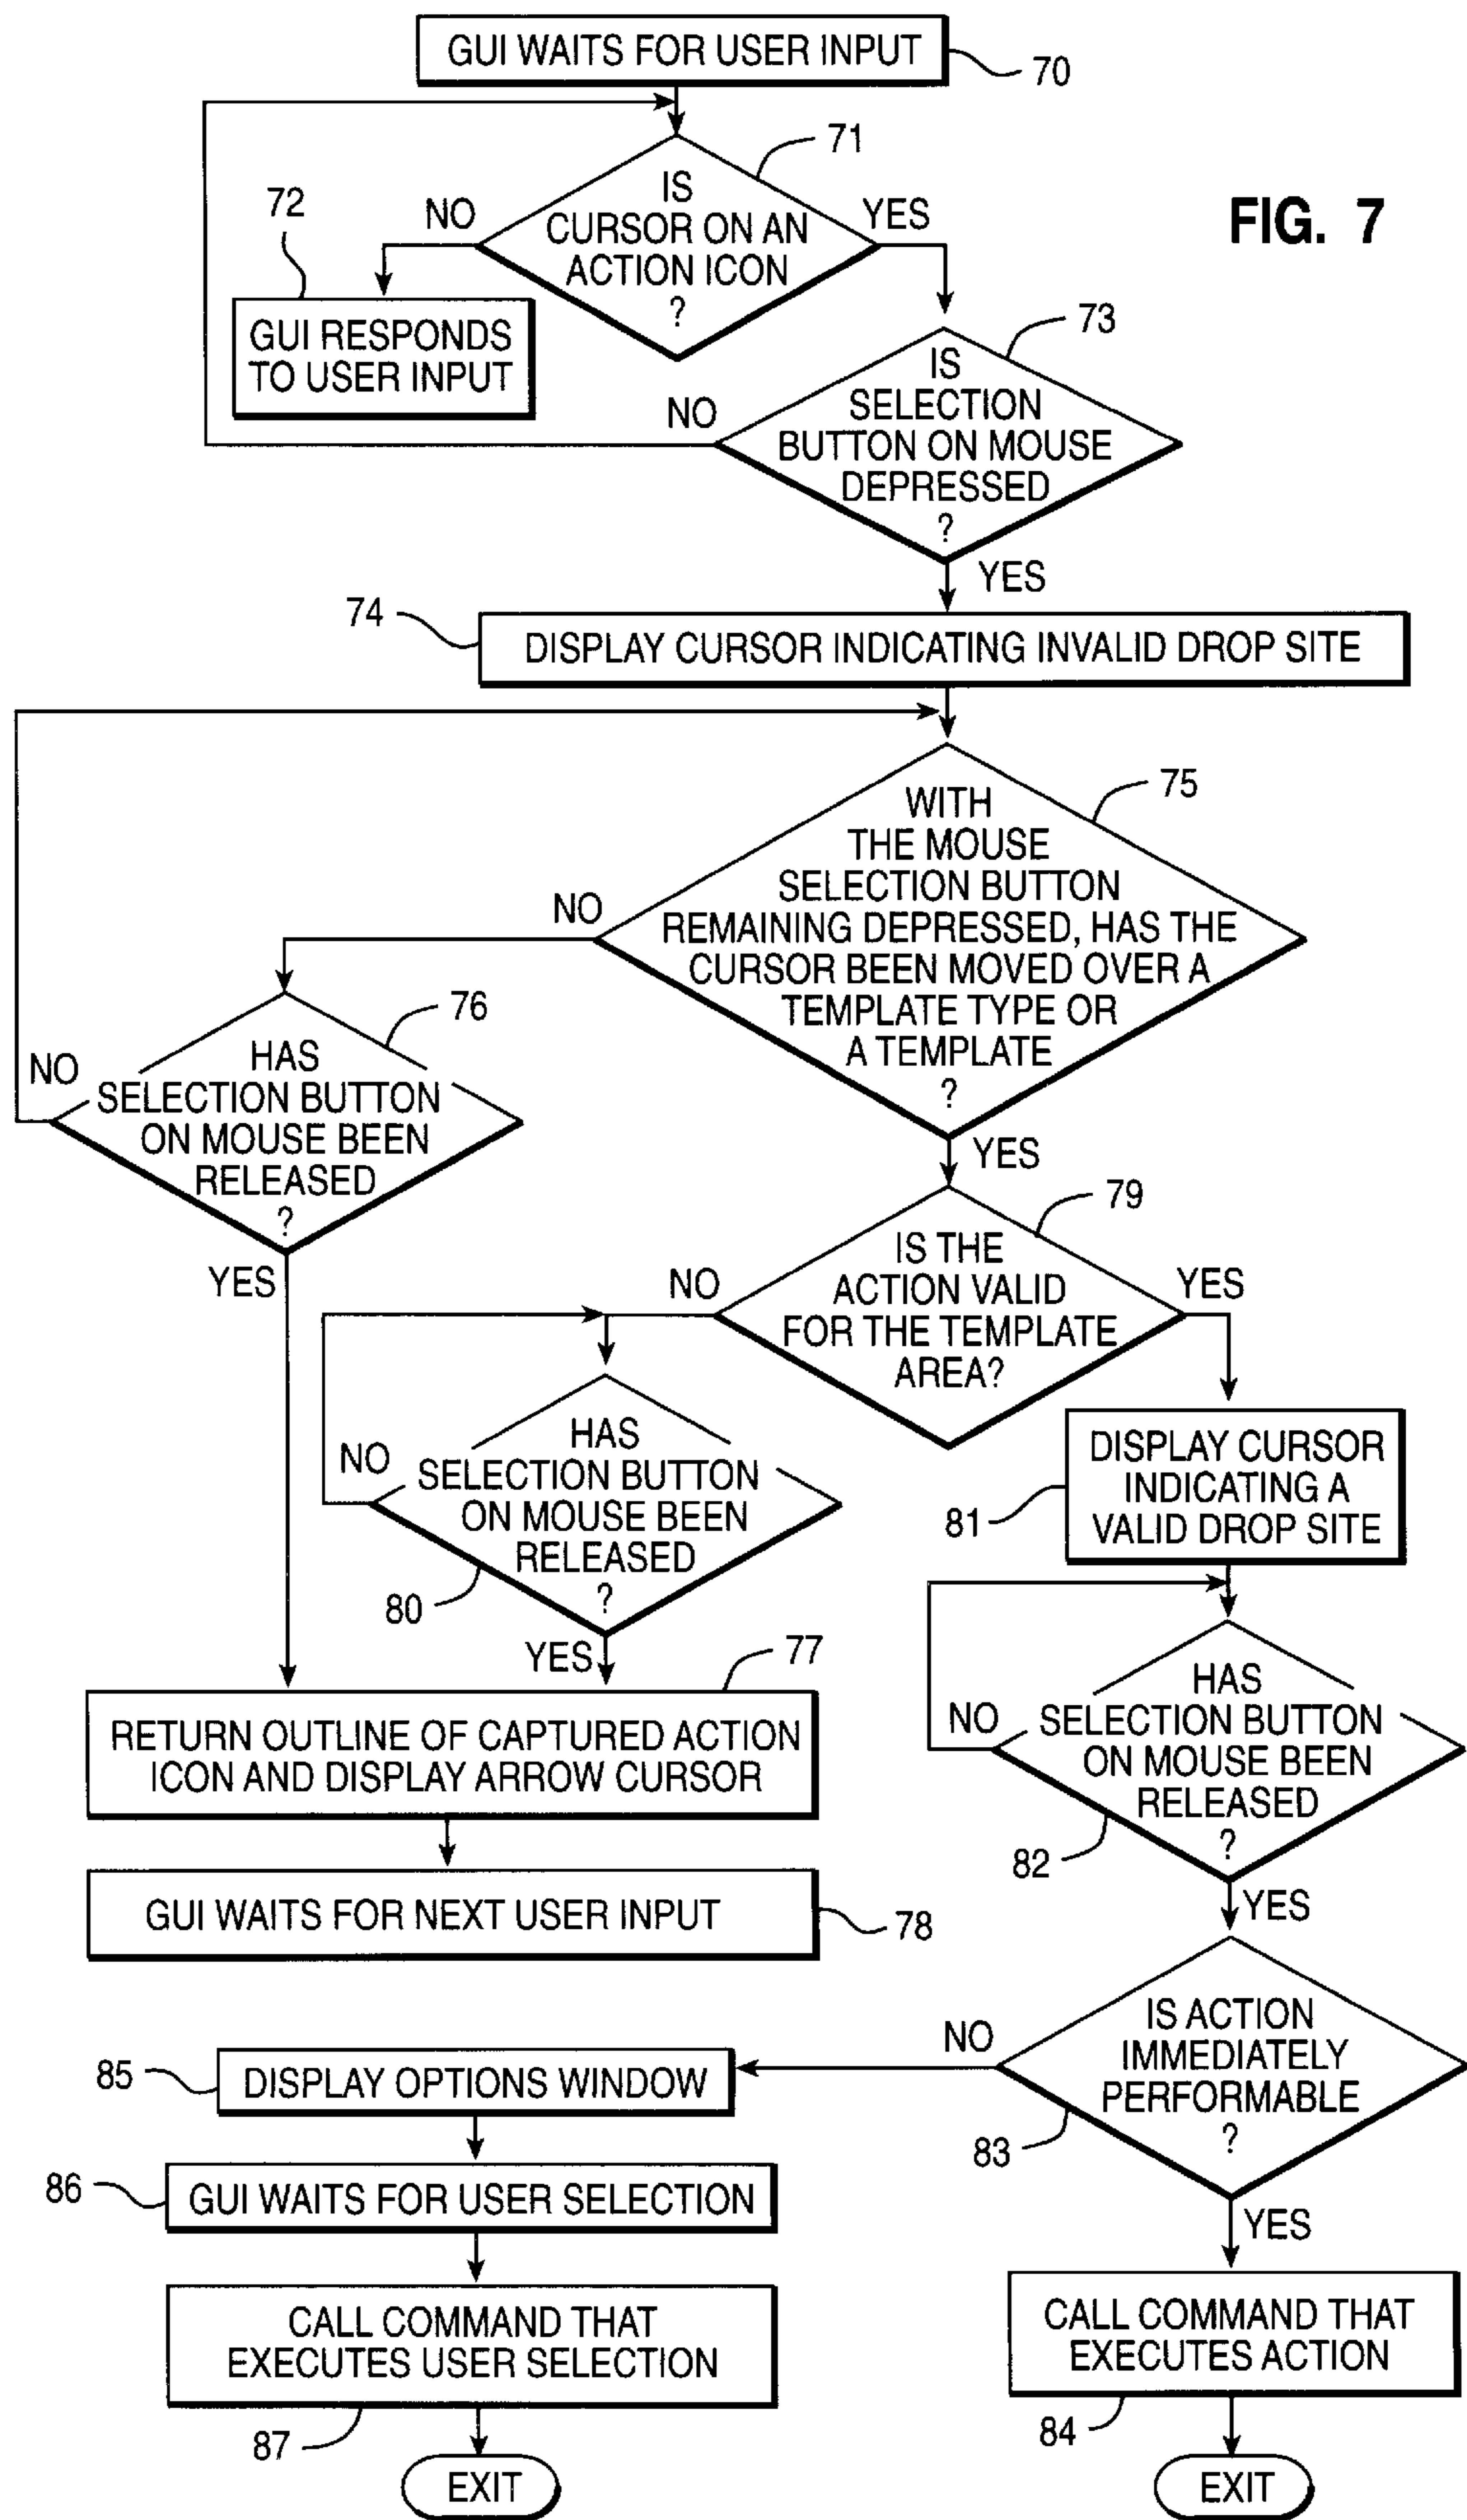 GUI WAITS FOR USER INPUT
70
71
IS
CURSOR ON AN
ACTION ICON
?
NO
YES
72
FIG. 7
GUI RESPONDS
TO USER INPUT
73
IS
SELECTION
BUTTON ON MOUSE
DEPRESSED
?
NO
YES
74
DISPLAY CURSOR INDICATING INVALID DROP SITE
75
WITH
THE MOUSE
SELECTION BUTTON
REMAINING DEPRESSED, HAS THE
CURSOR BEEN MOVED OVER A
TEMPLATE TYPE OR
A TEMPLATE
?
NO
YES
76
HAS
SELECTION BUTTON
ON MOUSE BEEN
RELEASED
?
NO
YES
79
IS THE
ACTION VALID
FOR THE TEMPLATE
AREA?
NO
YES
HAS
SELECTION BUTTON
ON MOUSE BEEN
RELEASED
?
NO
80
YES
81
DISPLAY CURSOR
INDICATING A
VALID DROP SITE
77
RETURN OUTLINE OF CAPTURED ACTION
ICON AND DISPLAY ARROW CURSOR
GUI WAITS FOR NEXT USER INPUT
78
HAS
SELECTION BUTTON
ON MOUSE BEEN
RELEASED
?
NO
82
YES
IS ACTION
IMMEDIATELY
PERFORMABLE
?
NO
83
YES
85
DISPLAY OPTIONS WINDOW
86
GUI WAITS FOR USER SELECTION
CALL COMMAND THAT
EXECUTES USER SELECTION
87
EXIT
CALL COMMAND THAT
EXECUTES ACTION
84
EXIT